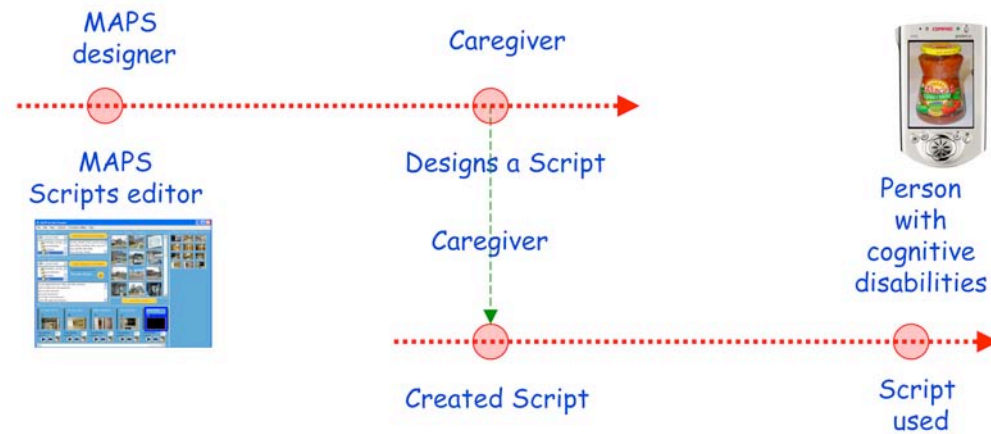 MAPS
designer
Caregiver
MAPS
Scripts editor
Designs a Script
Caregiver
Person
with
cognitive
disabilities
Created Script
Script
used